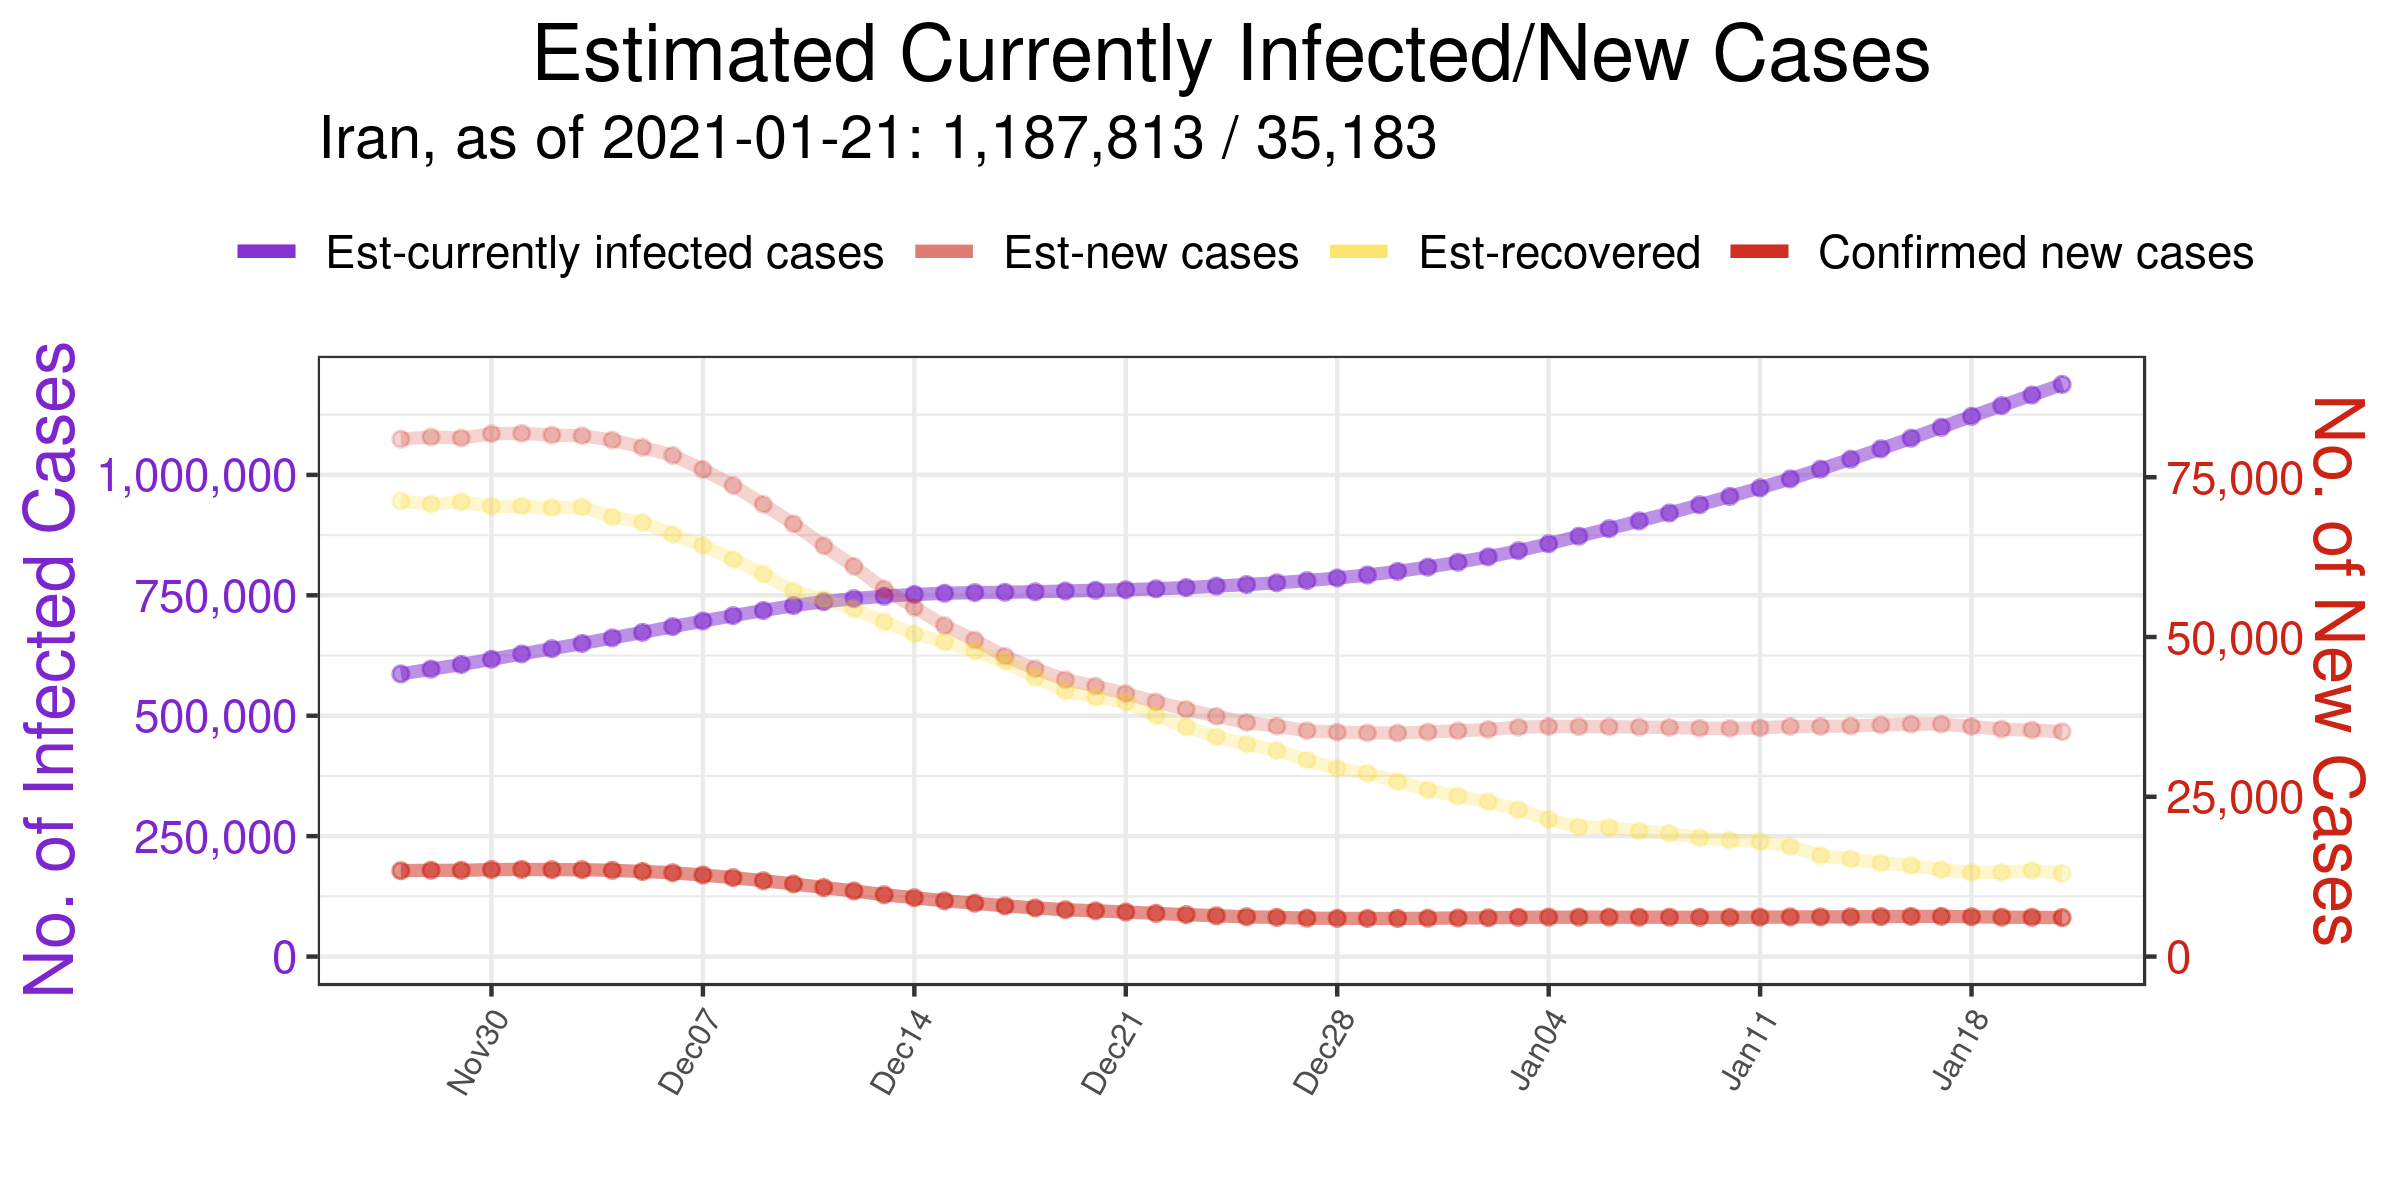 Estimated Currently Infected/New Cases
Iran, as of 2021-01-21: 1,187,813 / 35,183
Est-currently infected cases Est-new cases Est-recovered Confirmed new cases
No. of Infected Cases
1,000,000
750,000
500,000
250,000
0
75,000
50,000
25,000
0
No. of New Cases
Nov30 Dec07 Dec14 Dec21 Dec28 Jan04 Jan11 Jan18